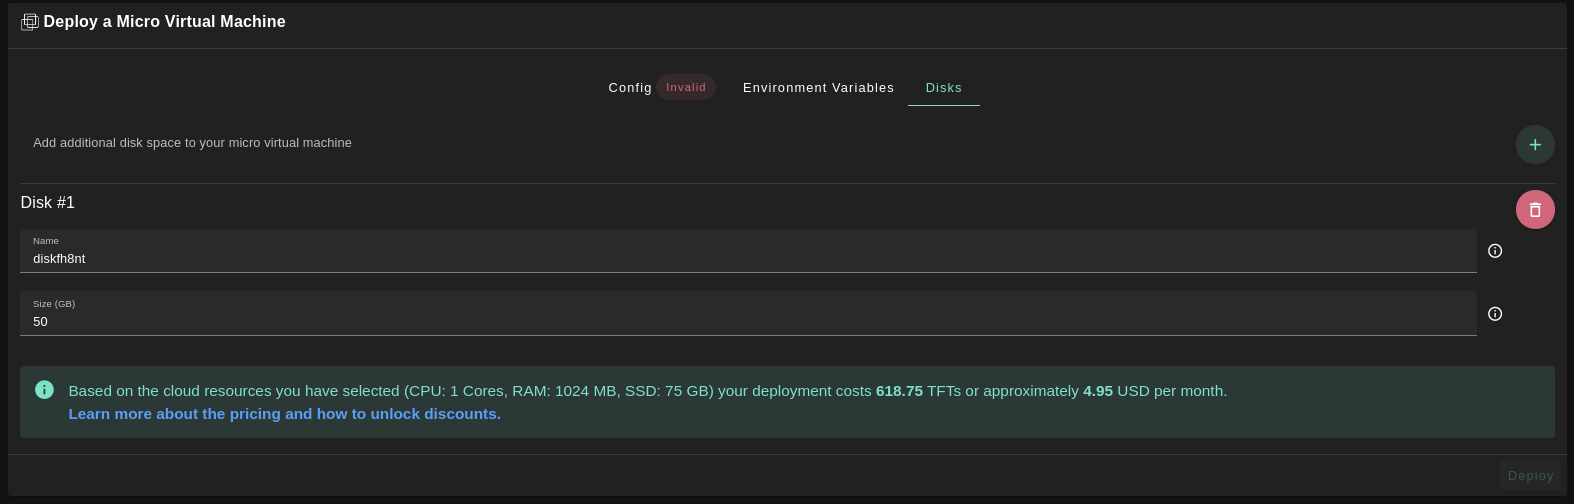 Deploy a Micro Virtual Machine
Config Invalid Environment Variables Disks
Add additional disk space to your micro virtual machine
Disk #1
Name
diskfh8nt
Size (GB)
50
Based on the cloud resources you have selected (CPU: 1 Cores, RAM: 1024 MB, SSD: 75 GB) your deployment costs 618.75 TFTs or approximately 4.95 USD per month.
Learn more about the pricing and how to unlock discounts.
Deploy